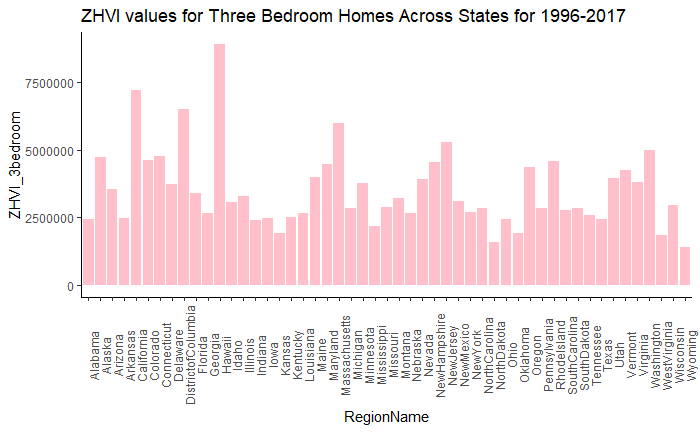 ZHVI values for Three Bedroom Homes Across States for 1996-2017
ZHVI_3bedroom
7500000
5000000
2500000
0
Alabama
Alaska
Arizona
Arkansas
California
Colorado
Connecticut
Delaware
DistrictofColumbia
Florida
Georgia
Hawaii
Idaho
Illinois
Indiana
Iowa
Kansas
Kentucky
Louisiana
Maine
Maryland
Massachusetts
Michigan
Minnesota
Mississippi
Missouri
Montana
Nebraska
Nevada
NewHampshire
NewJersey
NewMexico
NewYork
NorthCarolina
NorthDakota
Ohio
Oklahoma
Oregon
Pennsylvania
RhodeIsland
SouthCarolina
SouthDakota
Tennessee
Texas
Utah
Vermont
Virginia
Washington
WestVirginia
Wisconsin
Wyoming
RegionName